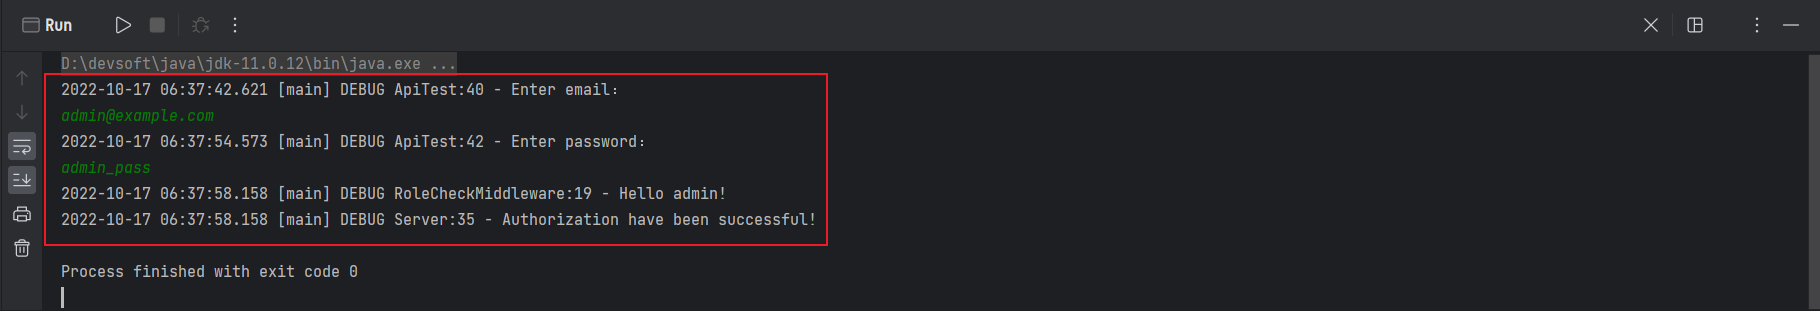 Run
D:\devsoft\java\jdk-11.0.12\bin\java.exe ...
2022-10-17 06:37:42.621 [main] DEBUG ApiTest:40 - Enter email:
admin@example.com
2022-10-17 06:37:54.573 [main] DEBUG ApiTest:42 - Enter password:
admin_pass
2022-10-17 06:37:58.158 [main] DEBUG RoleCheckMiddleware:19 - Hello admin!
2022-10-17 06:37:58.158 [main] DEBUG Server:35 - Authorization have been successful!
Process finished with exit code 0